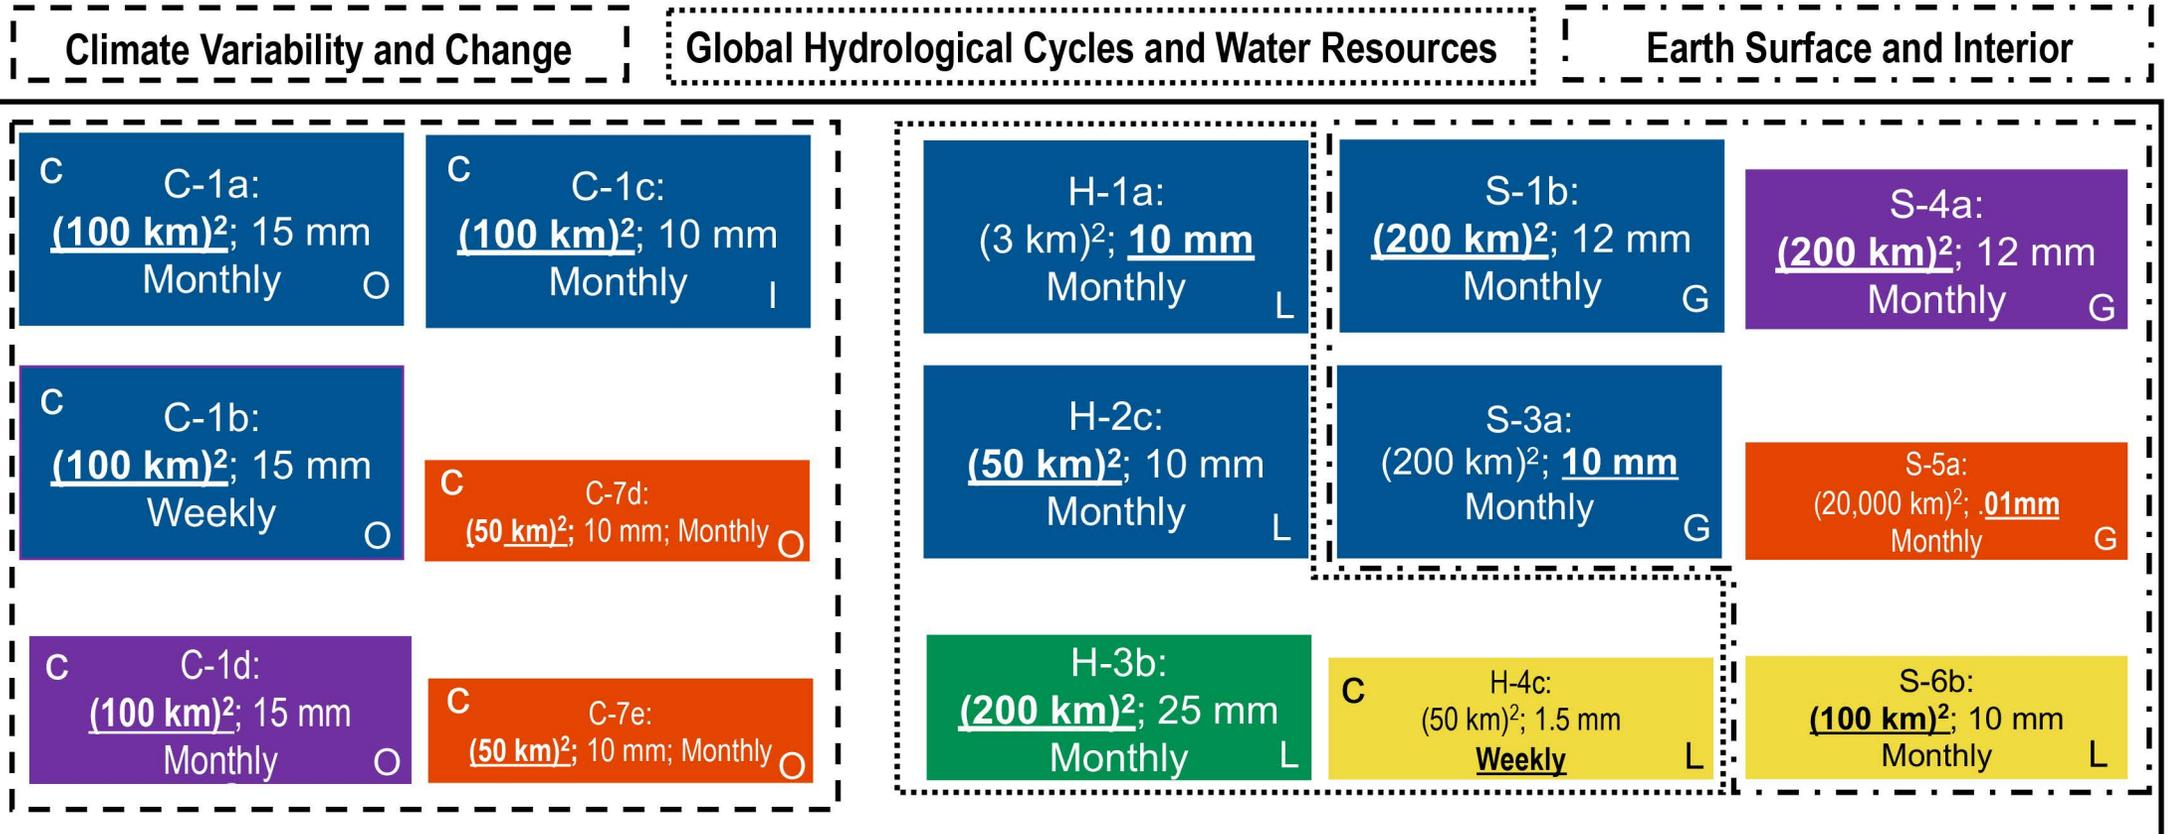 Climate Variability and Change
Global Hydrological Cycles and Water Resources
Earth Surface and Interior
C
C-1a:
(100 km)²; 15 mm
Monthly
O
C
C-1c:
(100 km)²; 10 mm
Monthly
I
C
C-1b:
(100 km)²; 15 mm
Weekly
O
C
C-7d:
(50 km)²; 10 mm; Monthly
O
C
C-1d:
(100 km)²; 15 mm
Monthly
O
C
C-7e:
(50 km)²; 10 mm; Monthly
O
H-1a:
(3 km)²; 10 mm
Monthly
L
H-2c:
(50 km)²; 10 mm
Monthly
L
H-3b:
(200 km)²; 25 mm
Monthly
L
C
H-4c:
(50 km)²; 1.5 mm
Weekly
L
S-1b:
(200 km)²; 12 mm
Monthly
G
S-4a:
(200 km)²; 12 mm
Monthly
G
S-3a:
(200 km)²; 10 mm
Monthly
G
S-5a:
(20,000 km)²; .01mm
Monthly
G
S-6b:
(100 km)²; 10 mm
Monthly
L